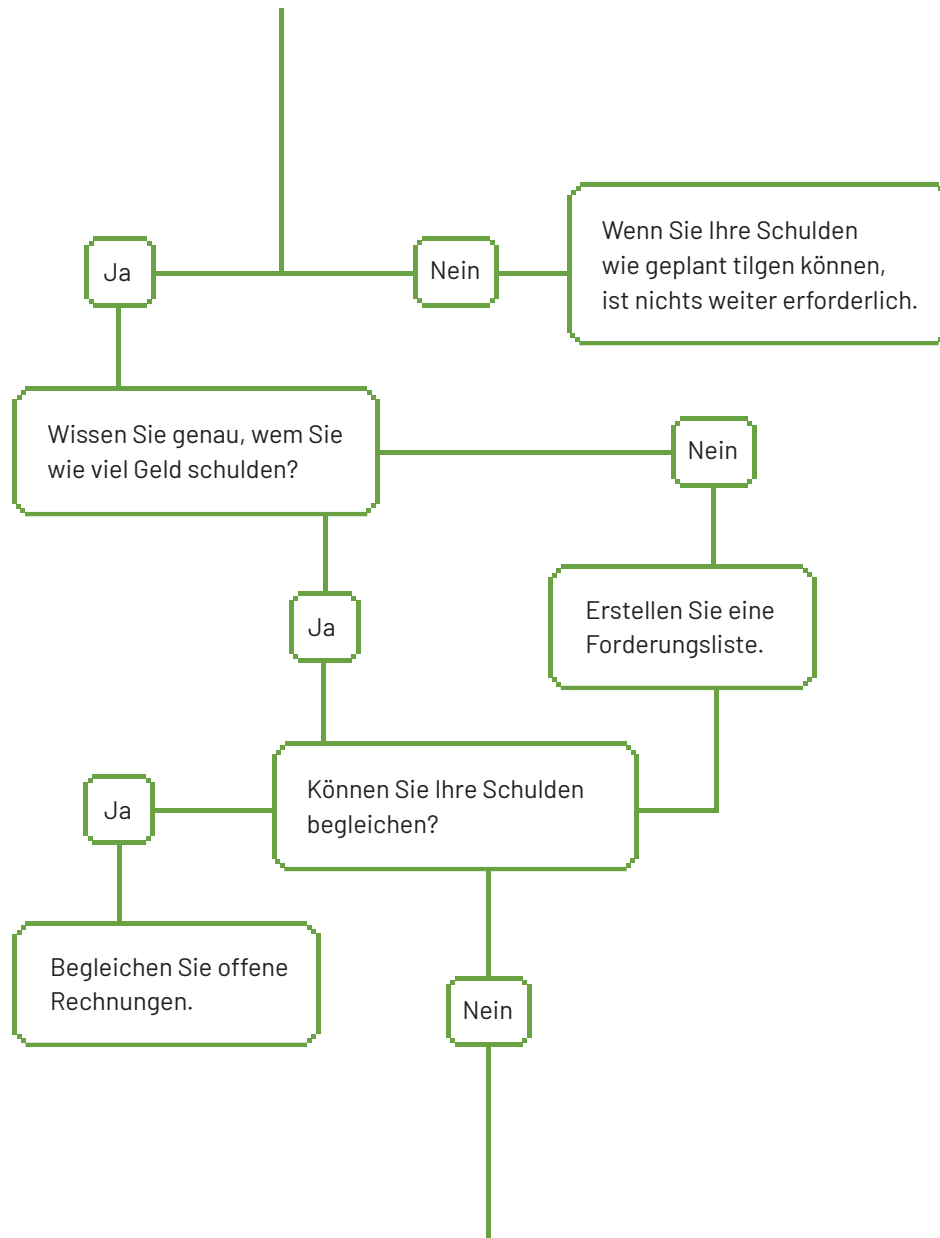 Ja
Nein
Wenn Sie Ihre Schulden
wie geplant tilgen können,
ist nichts weiter erforderlich.
Wissen Sie genau, wem Sie
wie viel Geld schulden?
Nein
Ja
Erstellen Sie eine
Forderungsliste.
Ja
Können Sie Ihre Schulden
begleichen?
Begleichen Sie offene
Rechnungen.
Nein